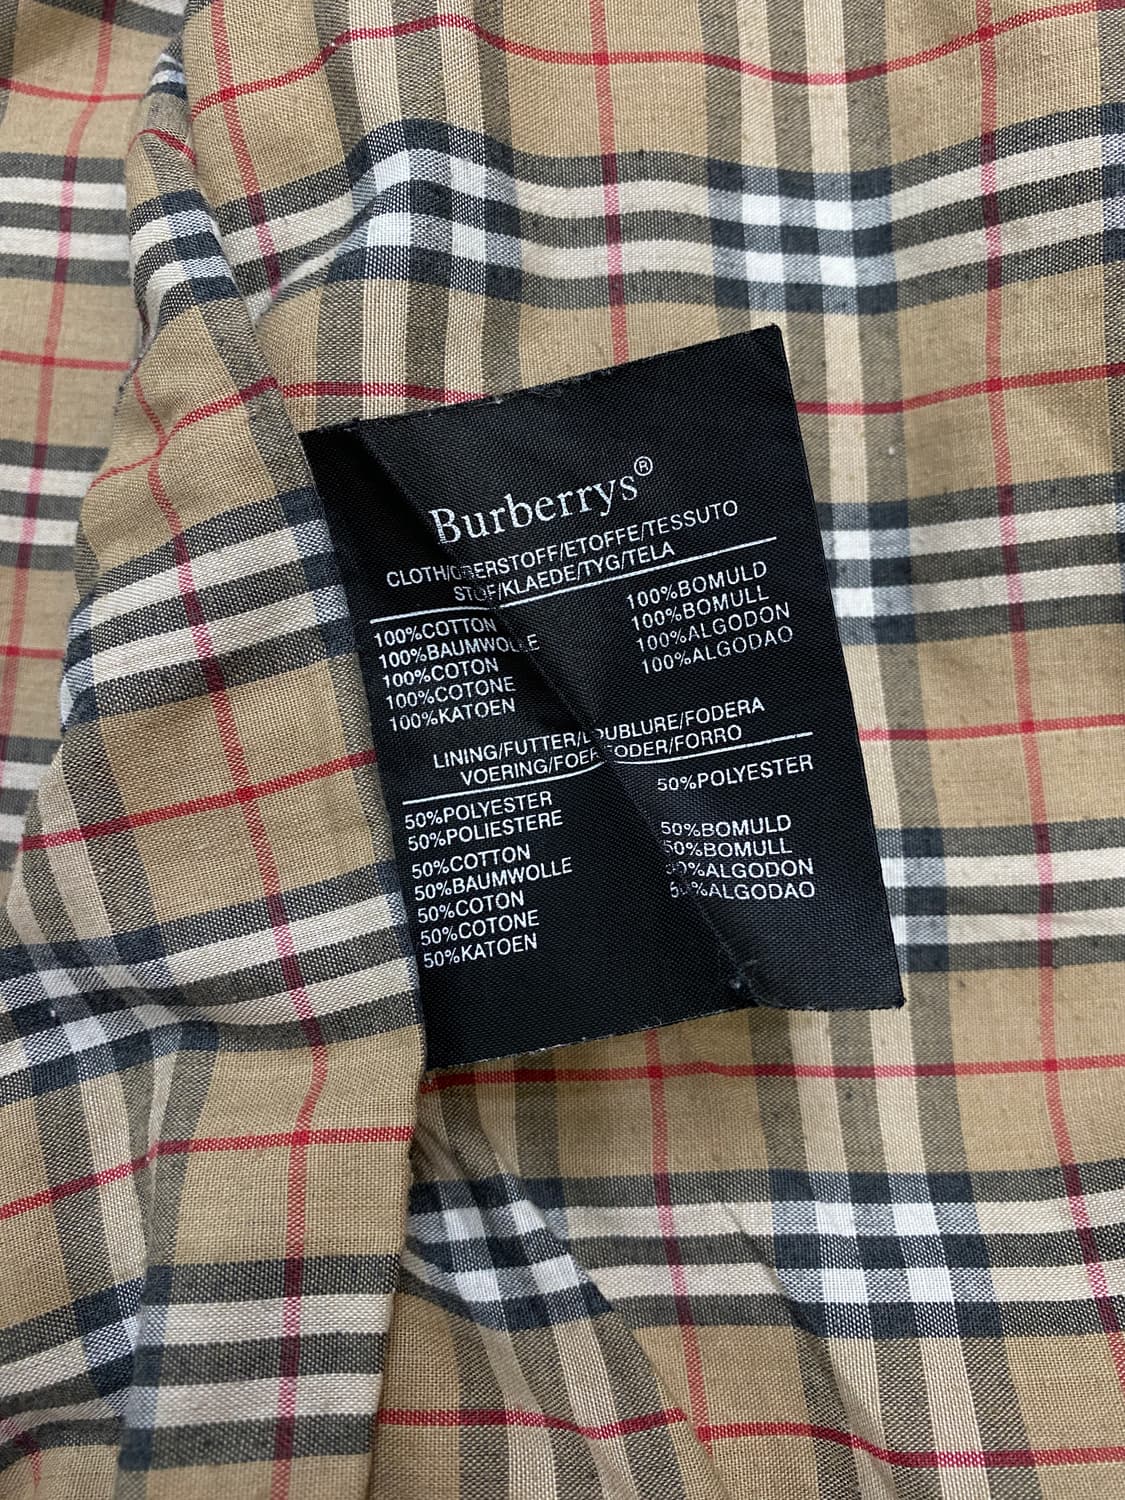 Burberrys®
CLOTH/OBERSTOFF/ETOFFE/TESSUTO
STOF/KLAEDE/TYG/TELA
100%COTTON
100%BAUMWOLLE
100%COTON
100%COTONE
100%KATOEN
100%BOMULD
100%BOMULL
100%ALGODON
100%ALGODAO
LINING/FUTTER/DOUBLURE/FODERA
VOERING/FOER/FODER/FORRO
50%POLYESTER
50%POLIESTERE
50%COTTON
50%BAUMWOLLE
50%COTON
50%COTONE
50%KATOEN
50%POLYESTER
50%BOMULD
50%BOMULL
50%ALGODON
50%ALGODAO